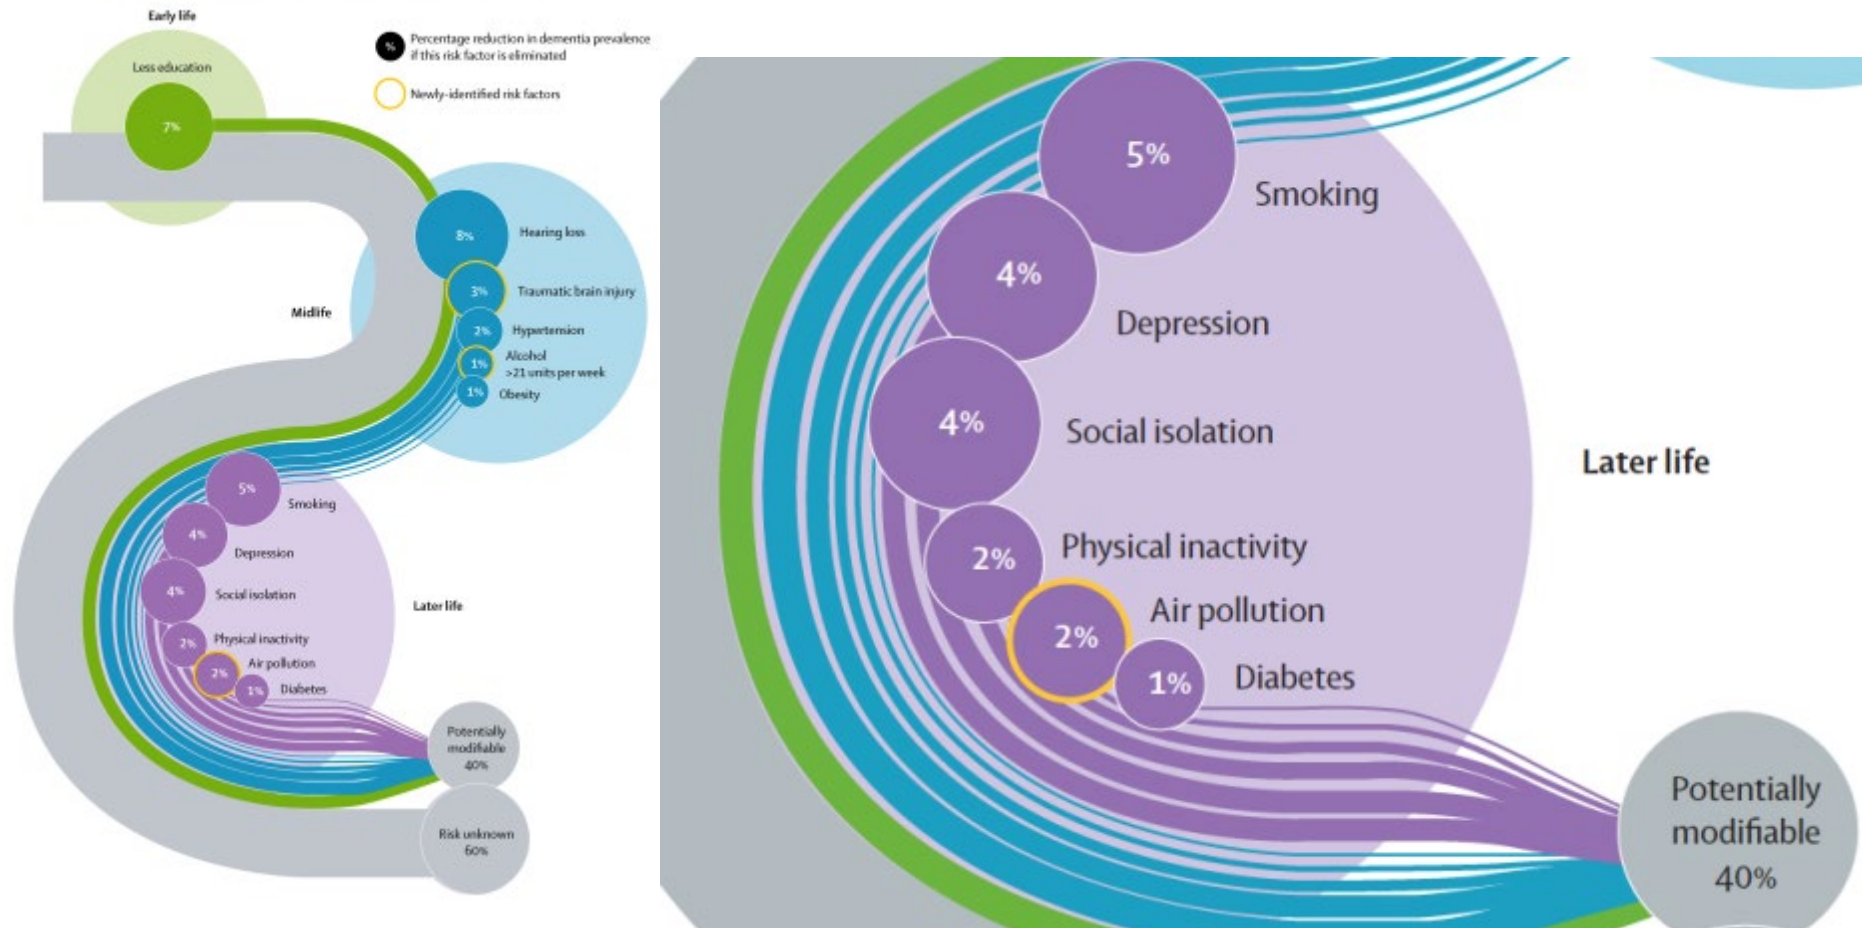 Early life
Less education
7%
%
Percentage reduction in dementia prevalence
if this risk factor is eliminated
Newly-identified risk factors
8%
Hearing loss
3%
Traumatic brain injury
Midlife
2%
Hypertension
1%
Alcohol
>21 units per week
1%
Obesity
5%
Smoking
4%
Depression
4%
Social isolation
Later life
2%
Physical inactivity
2%
Air pollution
1%
Diabetes
Potentially
modifiable
40%
Risk unknown
60%
5%
Smoking
4%
Depression
4%
Social isolation
Later life
2%
Physical inactivity
2%
Air pollution
1%
Diabetes
Potentially
modifiable
40%